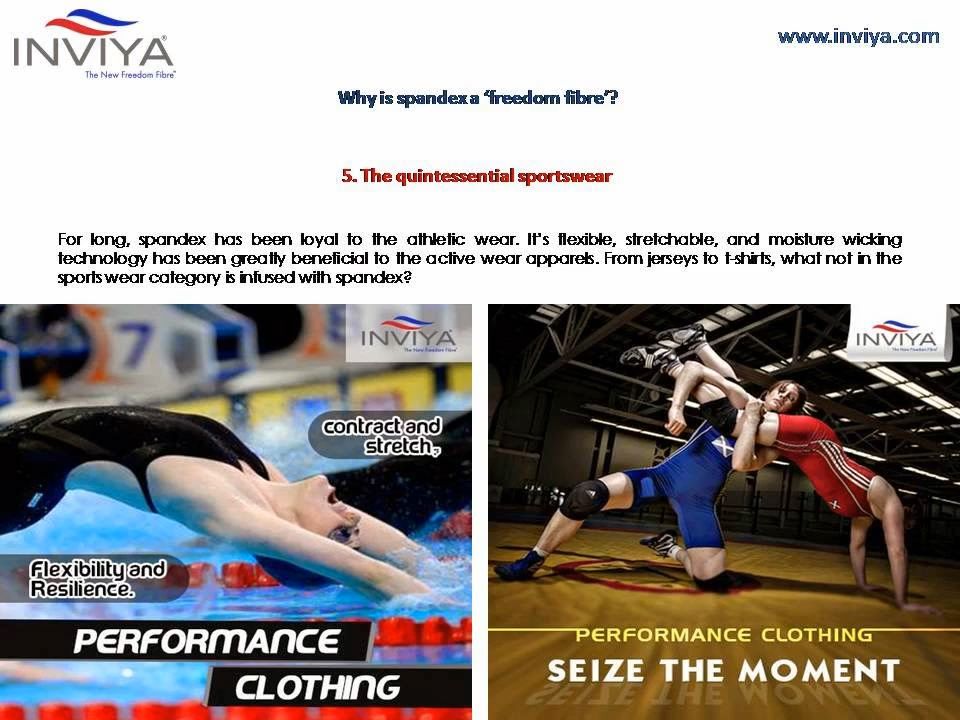 INVIYA®
The New Freedom Fibre™
www.inviya.com
Why is spandex a ‘freedom fibre’?
5. The quintessential sportswear
For long, spandex has been loyal to the athletic wear. It’s flexible, stretchable, and moisture wicking
technology has been greatly beneficial to the active wear apparels. From jerseys to t-shirts, what not in the
sports wear category is infused with spandex?
INVIYA®
The New Freedom Fibre™
7
contract and
stretch,
Flexibility and
Resilience.
PERFORMANCE
CLOTHING
INVIYA®
The New Freedom Fibre™
PERFORMANCE CLOTHING
SEIZE THE MOMENT